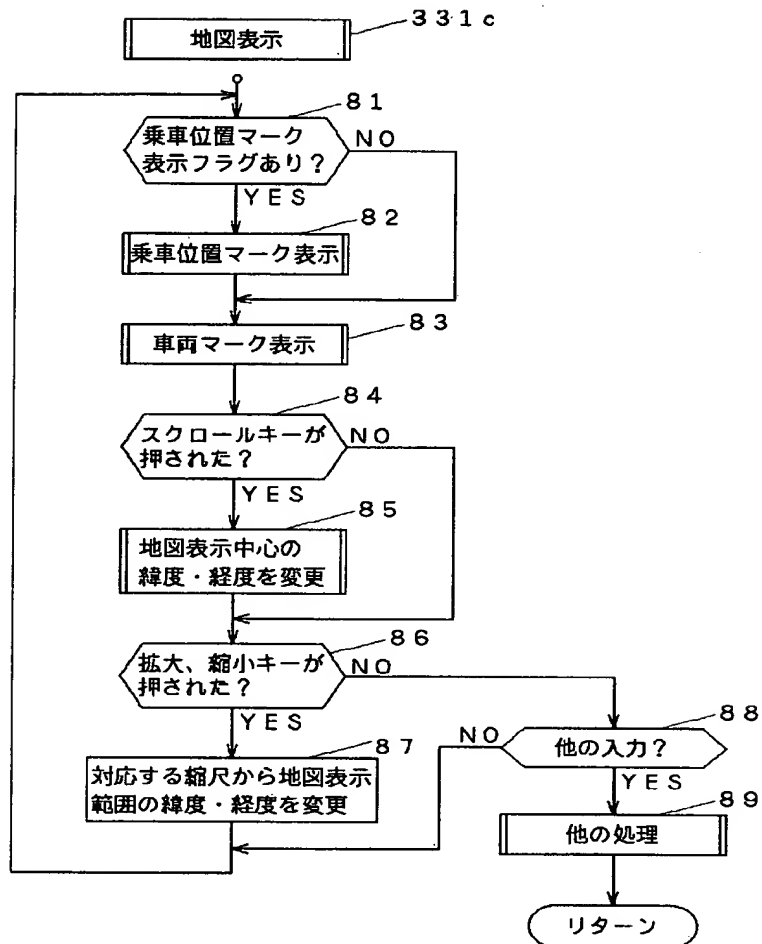 331c
地図表示
81
乗車位置マーク
表示フラグあり?
NO
YES
82
乗車位置マーク表示
83
車両マーク表示
84
スクロールキーが
押された?
NO
YES
85
地図表示中心の
緯度・経度を変更
86
拡大、縮小キーが
押された?
NO
YES
87
対応する縮尺から地図表示
範囲の緯度・経度を変更
88
NO
他の入力?
YES
89
他の処理
リターン